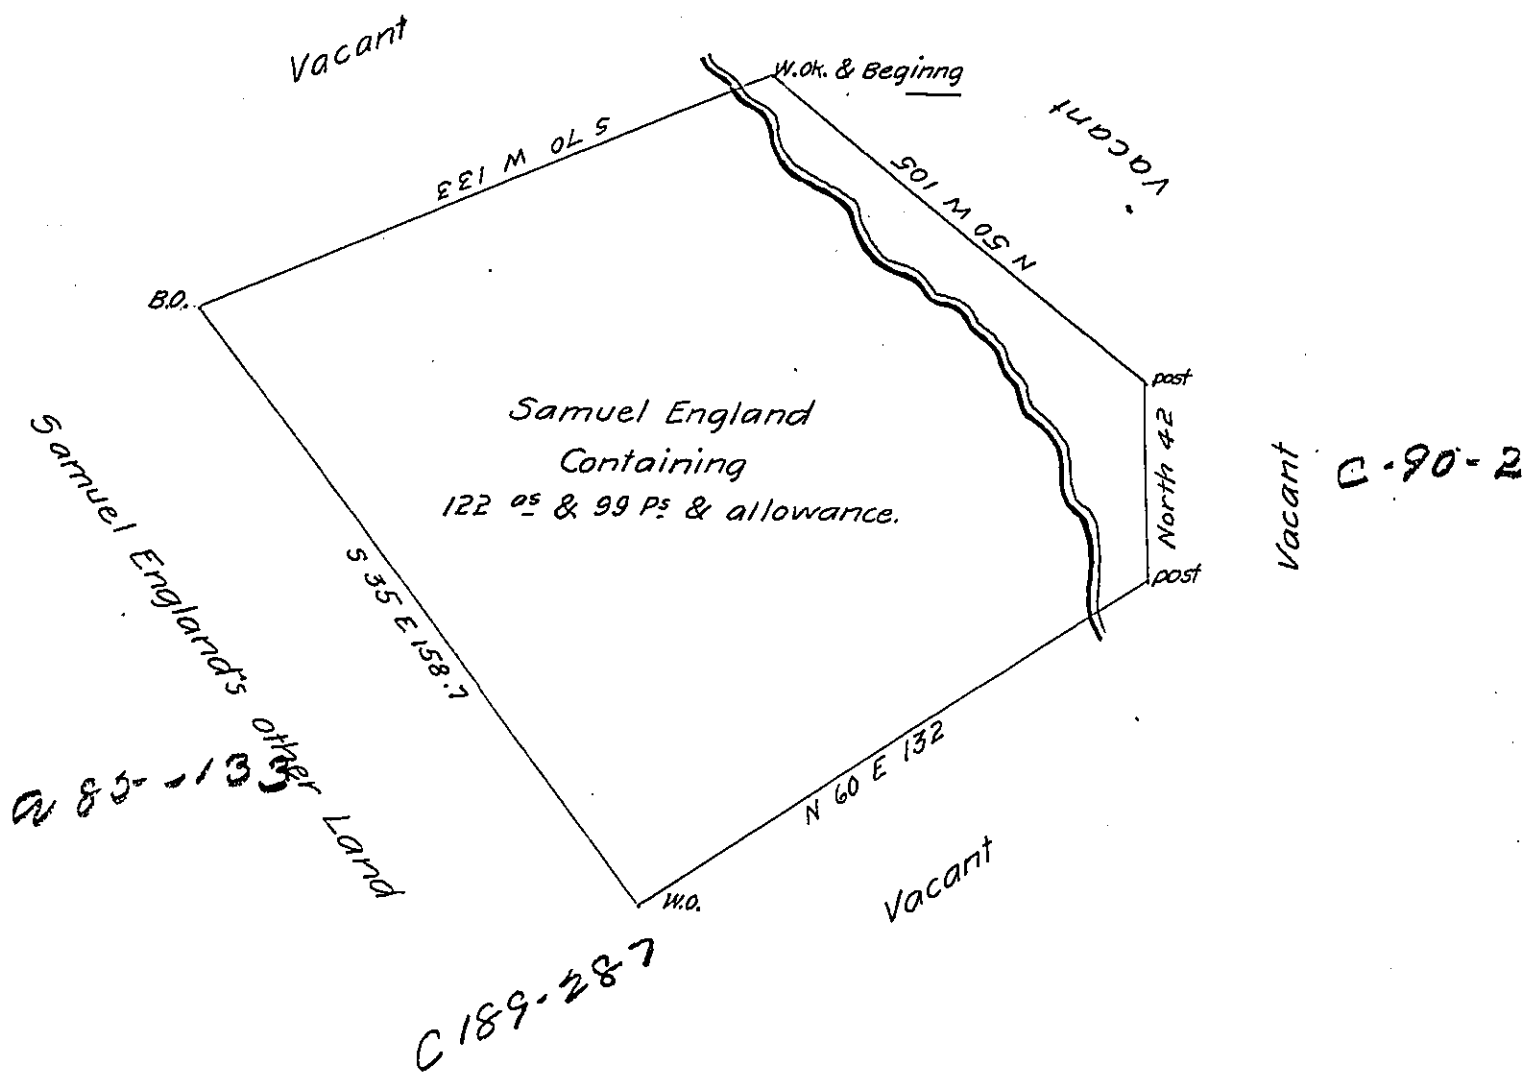 Vacant
W.ok. & Beginng
Vacant
S 70 W 133
N 50 W 105
B.O.
post
North 42
post
Vacant
C-90-2
Samuel England
Containing
122 as & 99 Ps & allowance.
Samuel England's other Land
S 35 E 158.7
N 60 E 132
W.O.
Vacant
C 189-287